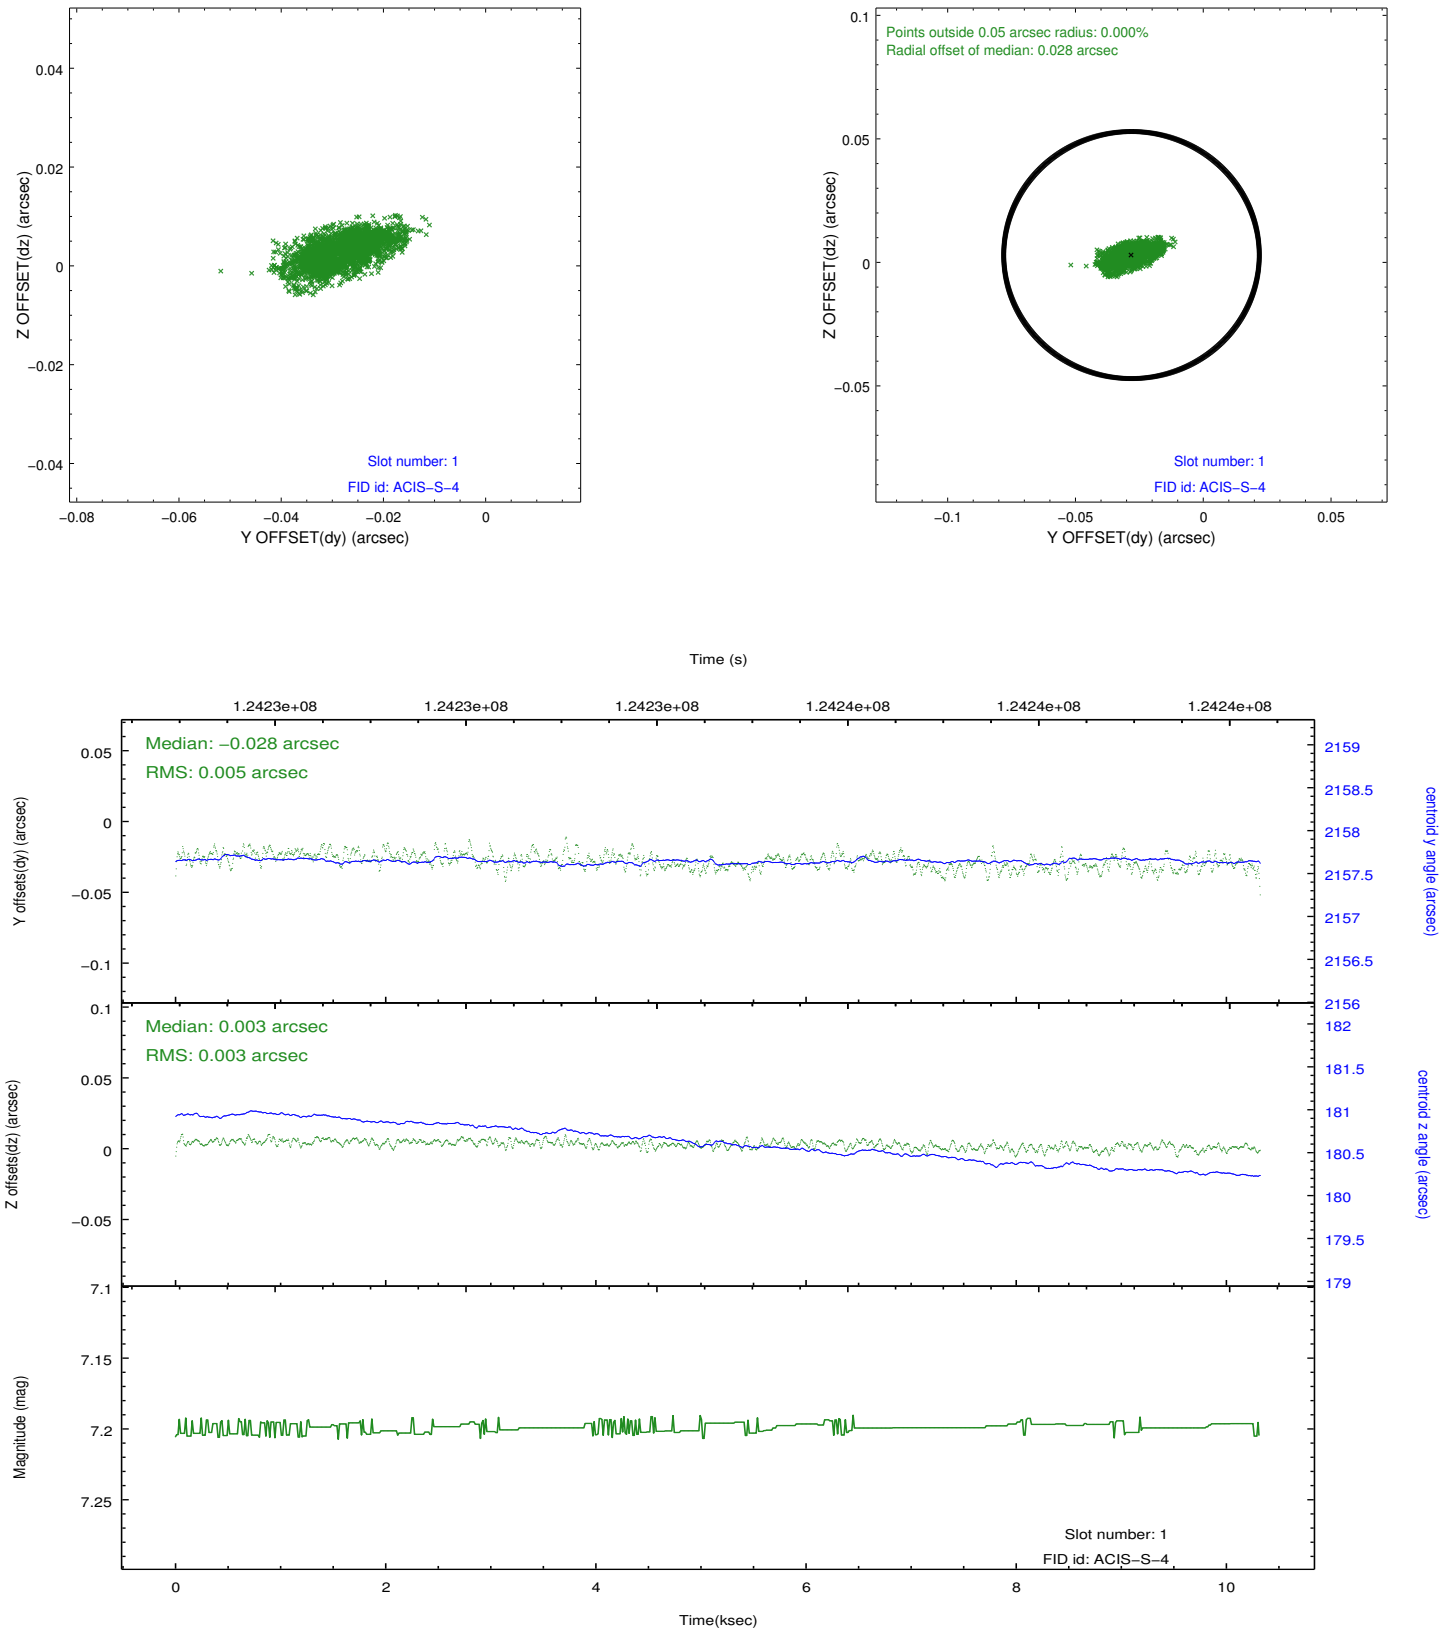 0.04
0.02
0
−0.02
−0.04
Z OFFSET(dz) (arcsec)
Slot number: 1
FID id: ACIS−S−4
−0.08 −0.06 −0.04 −0.02 0
Y OFFSET(dy) (arcsec)
Points outside 0.05 arcsec radius: 0.000%
Radial offset of median: 0.028 arcsec
0.1
0.05
0
−0.05
Z OFFSET(dz) (arcsec)
Slot number: 1
FID id: ACIS−S−4
−0.1 −0.05 0 0.05
Y OFFSET(dy) (arcsec)
Time (s)
1.2423e+08 1.2423e+08 1.2423e+08 1.2424e+08 1.2424e+08 1.2424e+08
Median: −0.028 arcsec
RMS: 0.005 arcsec
0.05
0
−0.05
−0.1
Y offsets(dy) (arcsec)
2159
2158.5
2158
2157.5
2157
2156.5
2156
centroid y angle (arcsec)
Median: 0.003 arcsec
RMS: 0.003 arcsec
0.1
0.05
0
−0.05
Z offsets(dz) (arcsec)
182
181.5
181
180.5
180
179.5
179
centroid z angle (arcsec)
7.1
7.15
7.2
7.25
Magnitude (mag)
Slot number: 1
FID id: ACIS−S−4
0 2 4 6 8 10
Time(ksec)